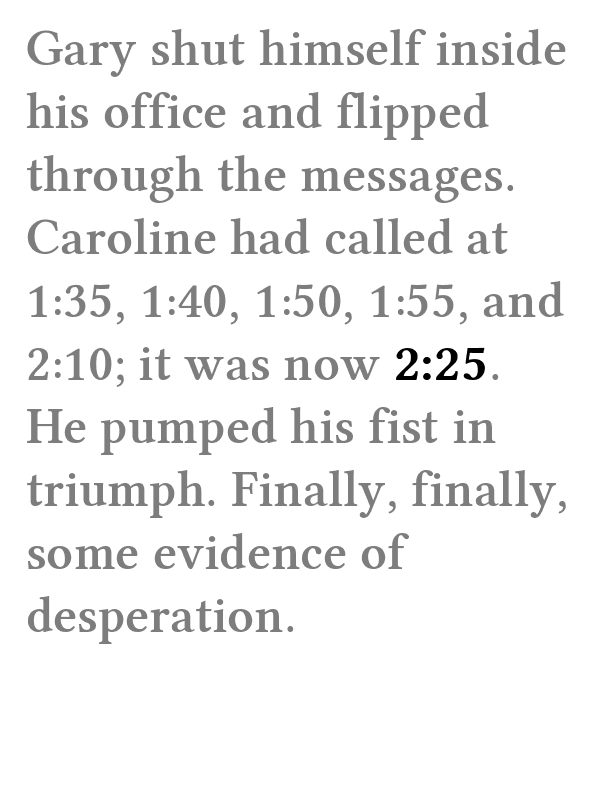 Gary shut himself inside
his office and flipped
through the messages.
Caroline had called at
1:35, 1:40, 1:50, 1:55, and
2:10; it was now 2:25.
He pumped his fist in
triumph. Finally, finally,
some evidence of
desperation.